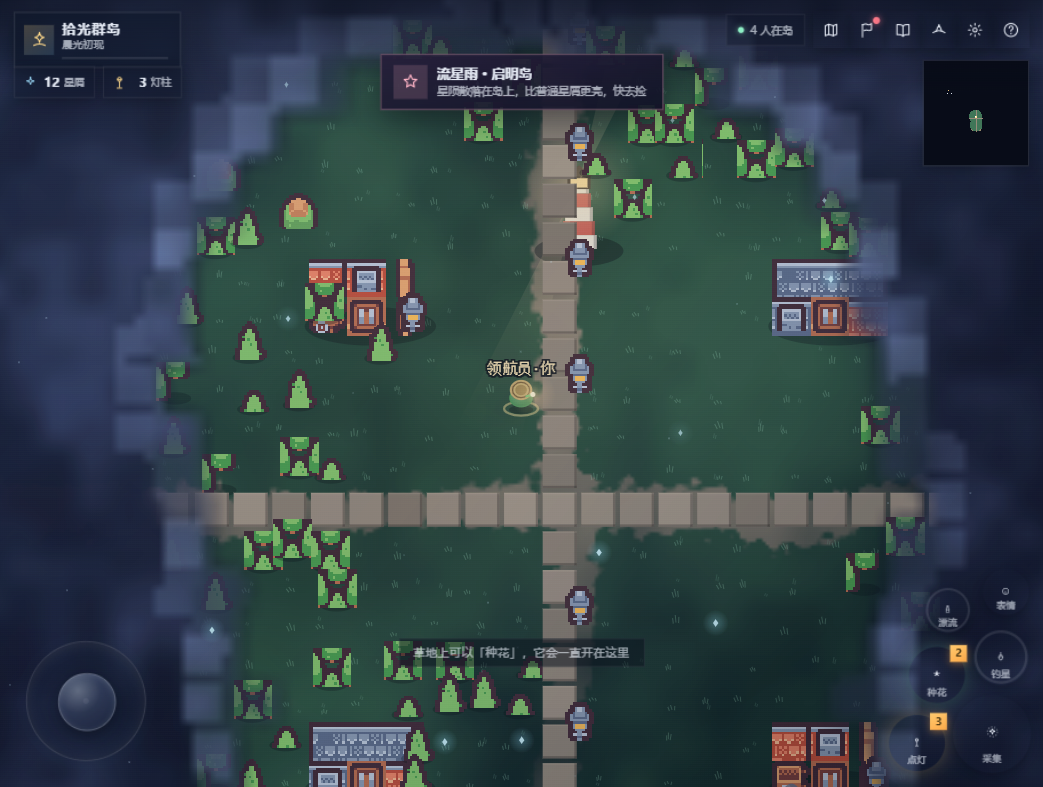 拾光群岛
晨光初现
12 星屑
3 灯柱
4 人在岛
流星雨 · 启明岛
星陨散落在岛上，比普通星屑更亮，快去捡
领航员·你
草地上可以「种花」，它会一直开在这里
表情
漂流
2
钓星
种花
3
点灯
采集